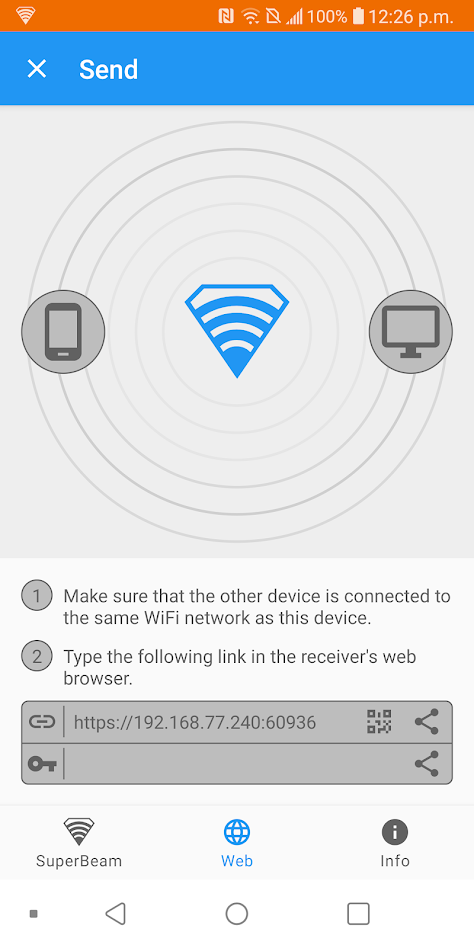 100% 12:26 p.m.
Send
1 Make sure that the other device is connected to
the same WiFi network as this device.
2 Type the following link in the receiver's web
browser.
https://192.168.77.240:60936
SuperBeam Web Info